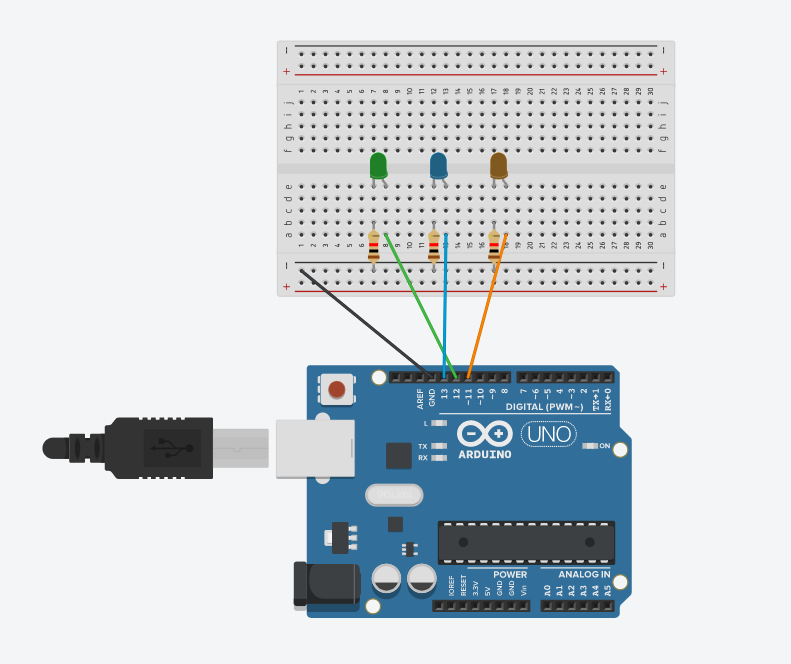 − −
+ +
1 2 3 4 5 6 7 8 9 10 11 12 13 14 15 16 17 18 19 20 21 22 23 24 25 26 27 28 29 30
j j
i i
h h
g g
f f
e e
d d
c c
b b
a a
1 2 3 4 5 6 7 8 9 10 11 12 13 14 15 16 17 18 19 20 21 22 23 24 25 26 27 28 29 30
− −
+ +
AREF GND 13 12 ~11 ~10 ~9 8 7 ~6 ~5 4 ~3 2 TX→1 RX←0
DIGITAL (PWM~)
L
TX
RX
UNO
ARDUINO
ON
POWER ANALOG IN
IOREF RESET 3.3V 5V GND GND Vin A0 A1 A2 A3 A4 A5